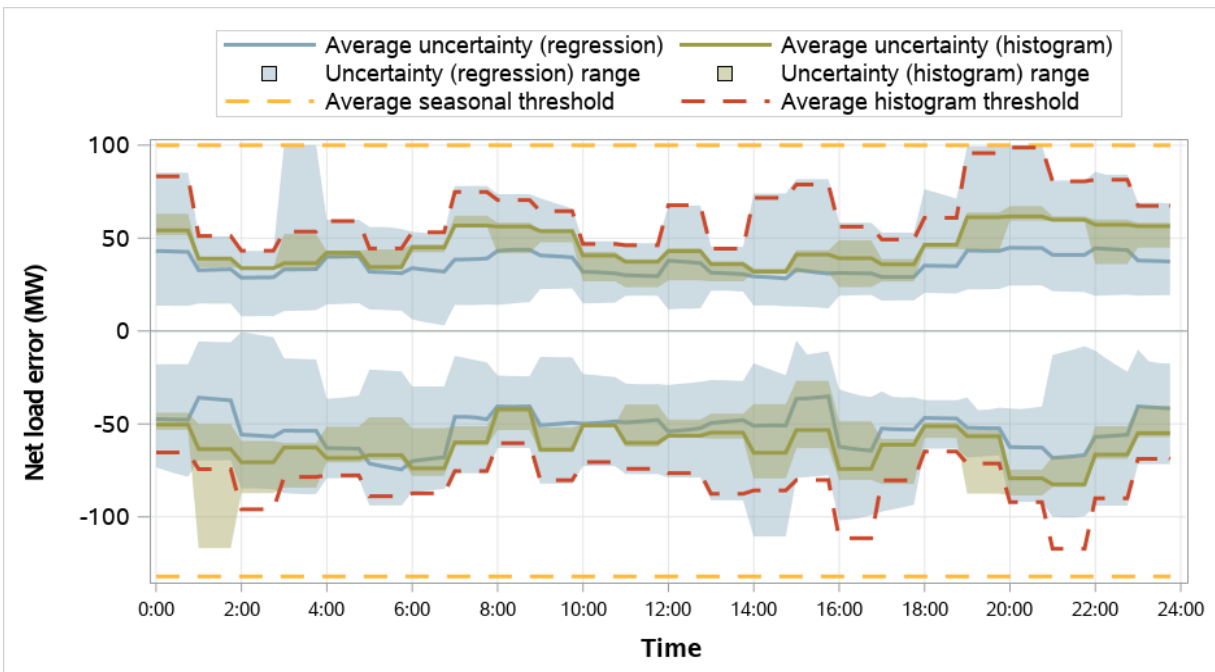 Average uncertainty (regression) Average uncertainty (histogram)
Uncertainty (regression) range Uncertainty (histogram) range
Average seasonal threshold Average histogram threshold
100
50
0
-50
-100
Net load error (MW)
0:00 2:00 4:00 6:00 8:00 10:00 12:00 14:00 16:00 18:00 20:00 22:00 24:00
Time